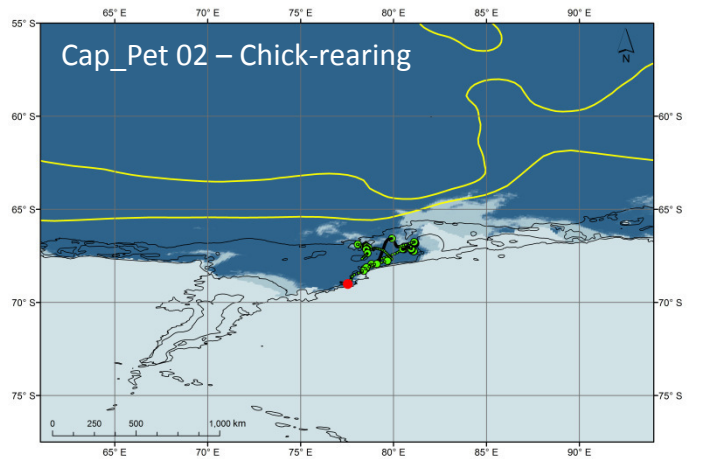 65° E 70° E 75° E 80° E 85° E 90° E
55° S
Cap_Pet 02 – Chick-rearing
N
60° S 60° S
65° S 65° S
70° S 70° S
75° S 75° S
0 250 500 1,000 km
65° E 70° E 75° E 80° E 85° E 90° E